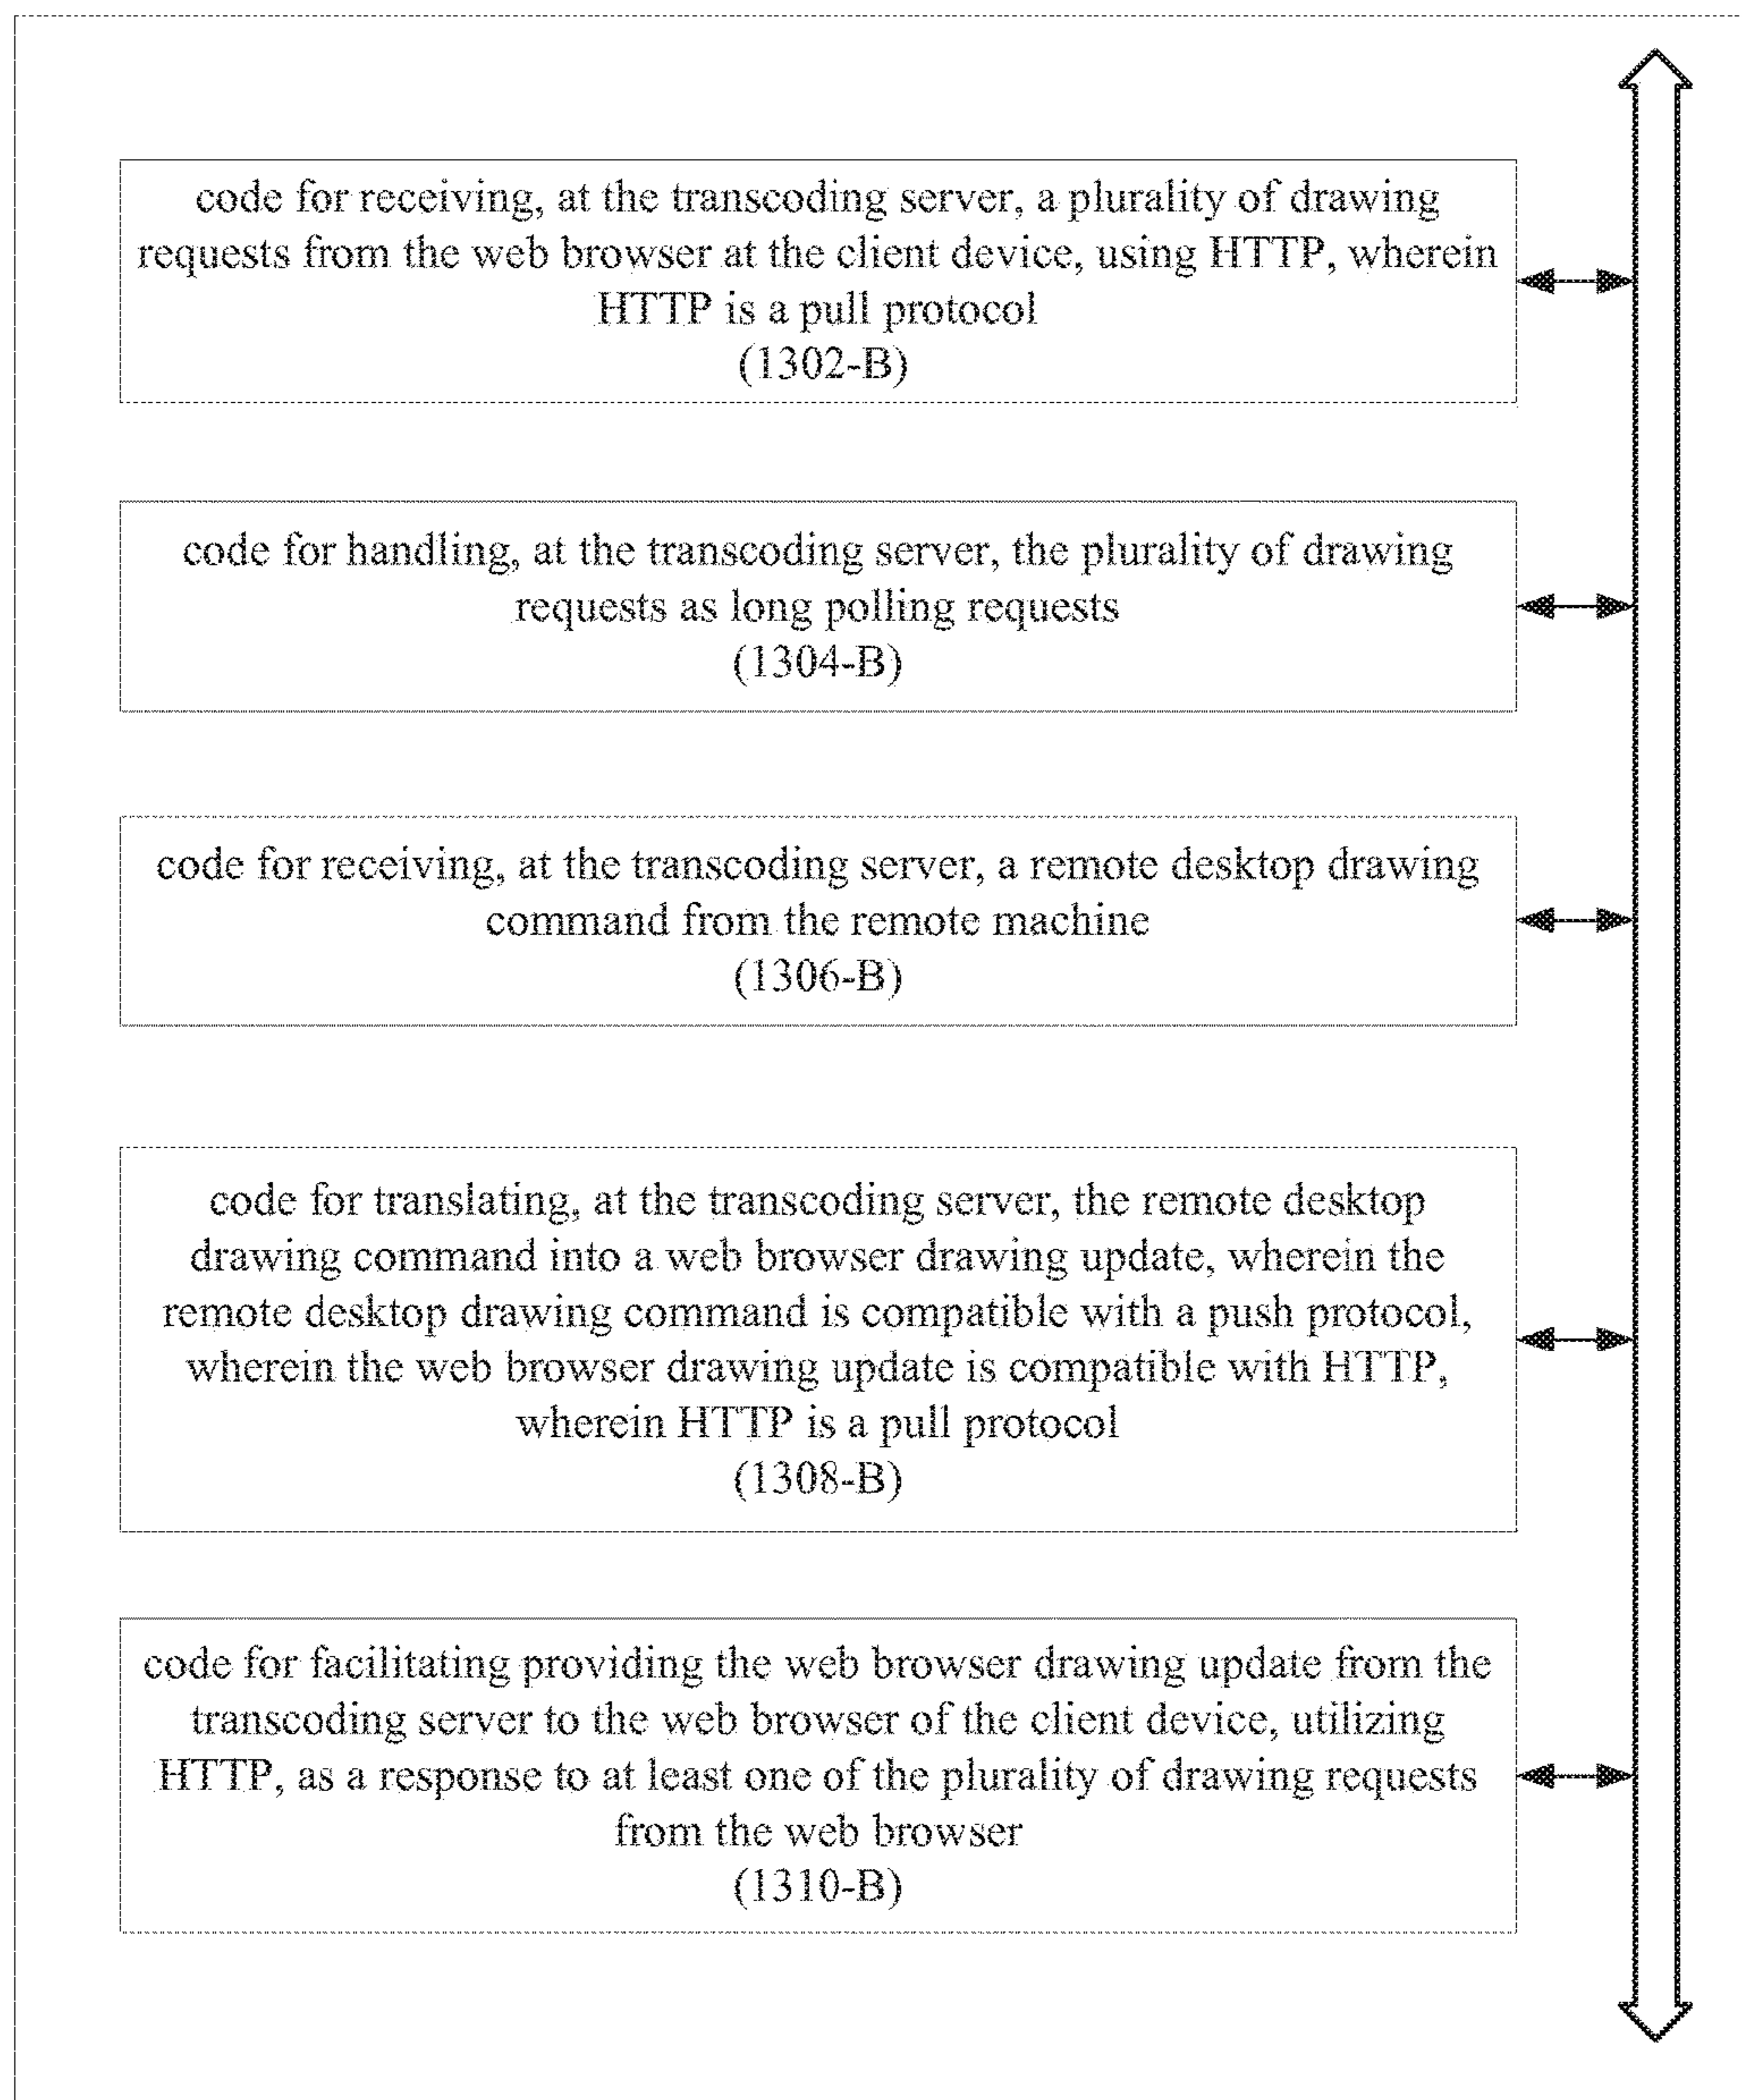 code for receiving, at the transcoding server, a plurality of drawing
requests from the web browser at the client device, using HTTP, wherein
HTTP is a pull protocol
(1302-B)
code for handling, at the transcoding server, the plurality of drawing
requests as long polling requests
(1304-B)
code for receiving, at the transcoding server, a remote desktop drawing
command from the remote machine
(1306-B)
code for translating, at the transcoding server, the remote desktop
drawing command into a web browser drawing update, wherein the
remote desktop drawing command is compatible with a push protocol,
wherein the web browser drawing update is compatible with HTTP,
wherein HTTP is a pull protocol
(1308-B)
code for facilitating providing the web browser drawing update from the
transcoding server to the web browser of the client device, utilizing
HTTP, as a response to at least one of the plurality of drawing requests
from the web browser
(1310-B)